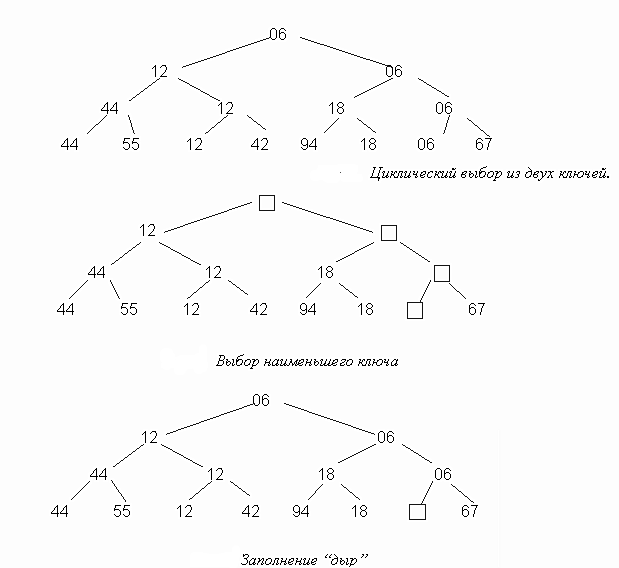 06
12 06
44 12 18 06
44 55 12 42 94 18 06 67
Циклический выбор из двух ключей.
12
44 12 18
44 55 12 42 94 18 67
Выбор наименьшего ключа
06
12 06
44 12 18 06
44 55 12 42 94 18 67
Заполнение “дыр”